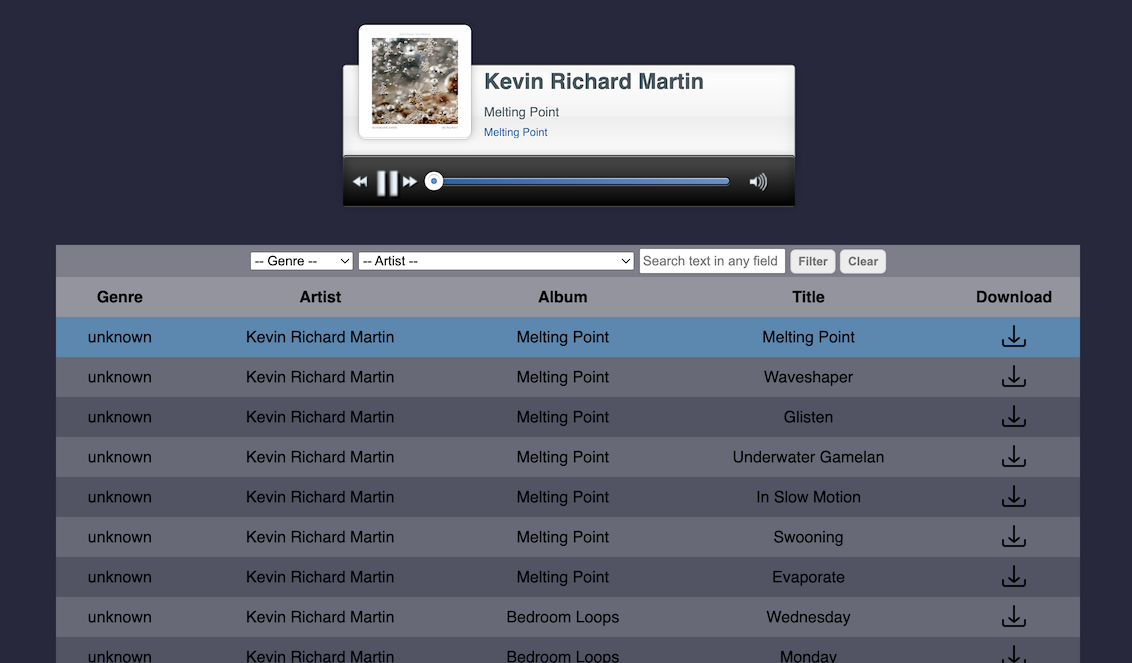 Kevin Richard Martin
Melting Point
Melting Point
-- Genre -- -- Artist -- Search text in any field Filter Clear
Genre Artist Album Title Download
unknown Kevin Richard Martin Melting Point Melting Point
unknown Kevin Richard Martin Melting Point Waveshaper
unknown Kevin Richard Martin Melting Point Glisten
unknown Kevin Richard Martin Melting Point Underwater Gamelan
unknown Kevin Richard Martin Melting Point In Slow Motion
unknown Kevin Richard Martin Melting Point Swooning
unknown Kevin Richard Martin Melting Point Evaporate
unknown Kevin Richard Martin Bedroom Loops Wednesday
unknown Kevin Richard Martin Bedroom Loops Monday